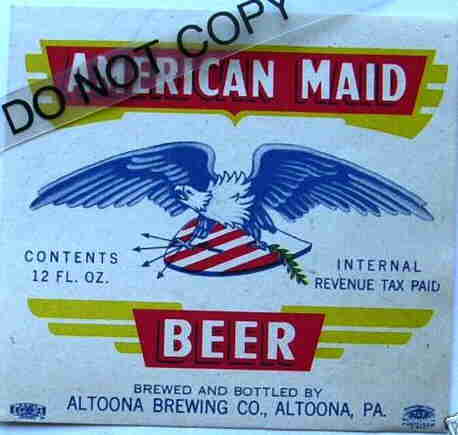 DO NOT COPY
AMERICAN MAID
CONTENTS
12 FL. OZ.
INTERNAL
REVENUE TAX PAID
BEER
BREWED AND BOTTLED BY
ALTOONA BREWING CO., ALTOONA, PA.